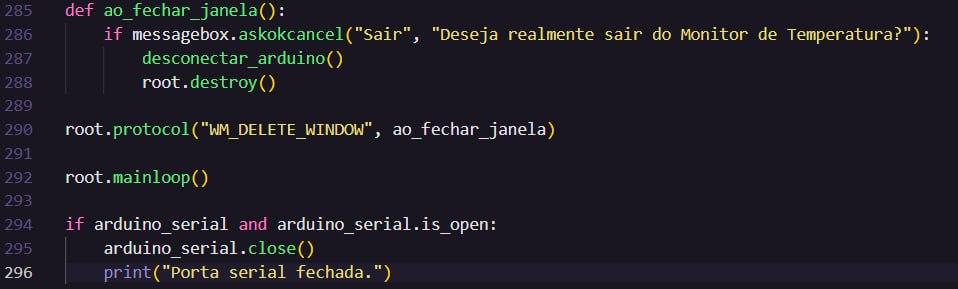 285 def ao_fechar_janela():
286     if messagebox.askokcancel("Sair", "Deseja realmente sair do Monitor de Temperatura?"):
287         desconectar_arduino()
288         root.destroy()
289
290 root.protocol("WM_DELETE_WINDOW", ao_fechar_janela)
291
292 root.mainloop()
293
294 if arduino_serial and arduino_serial.is_open:
295     arduino_serial.close()
296     print("Porta serial fechada.")